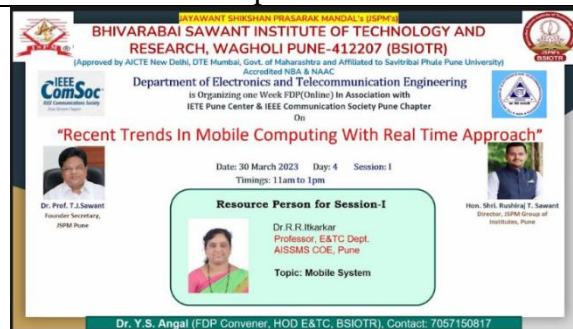 JAYAWANT SHIKSHAN PRASARAK MANDAL's (JSPM's)
BHIVARABAI SAWANT INSTITUTE OF TECHNOLOGY AND
RESEARCH, WAGHOLI PUNE-412207 (BSIOTR)
(Approved by AICTE New Delhi, DTE Mumbai, Govt. of Maharashtra and Affiliated to Savitribai Phule Pune University)
Accredited NBA & NAAC
BSIOTR
IEEE
ComSoc
IEEE Communications Society
Department of Electronics and Telecommunication Engineering
is Organizing one Week FDP(Online) In Association with
IETE Pune Center & IEEE Communication Society Pune Chapter
On
"Recent Trends In Mobile Computing With Real Time Approach"
Date: 30 March 2023 Day: 4 Session: I
Timings: 11am to 1pm
Dr. Prof. T.J.Sawant
Founder Secretary,
JSPM Pune
Hon. Shri. Rushiraj T. Sawant
Director, JSPM Group of
Institutes, Pune
Resource Person for Session-I
Dr.R.R.Itkarkar
Professor, E&TC Dept.
AISSMS COE, Pune
Topic: Mobile System
Dr. Y.S. Angal (FDP Convener, HOD E&TC, BSIOTR), Contact: 7057150817